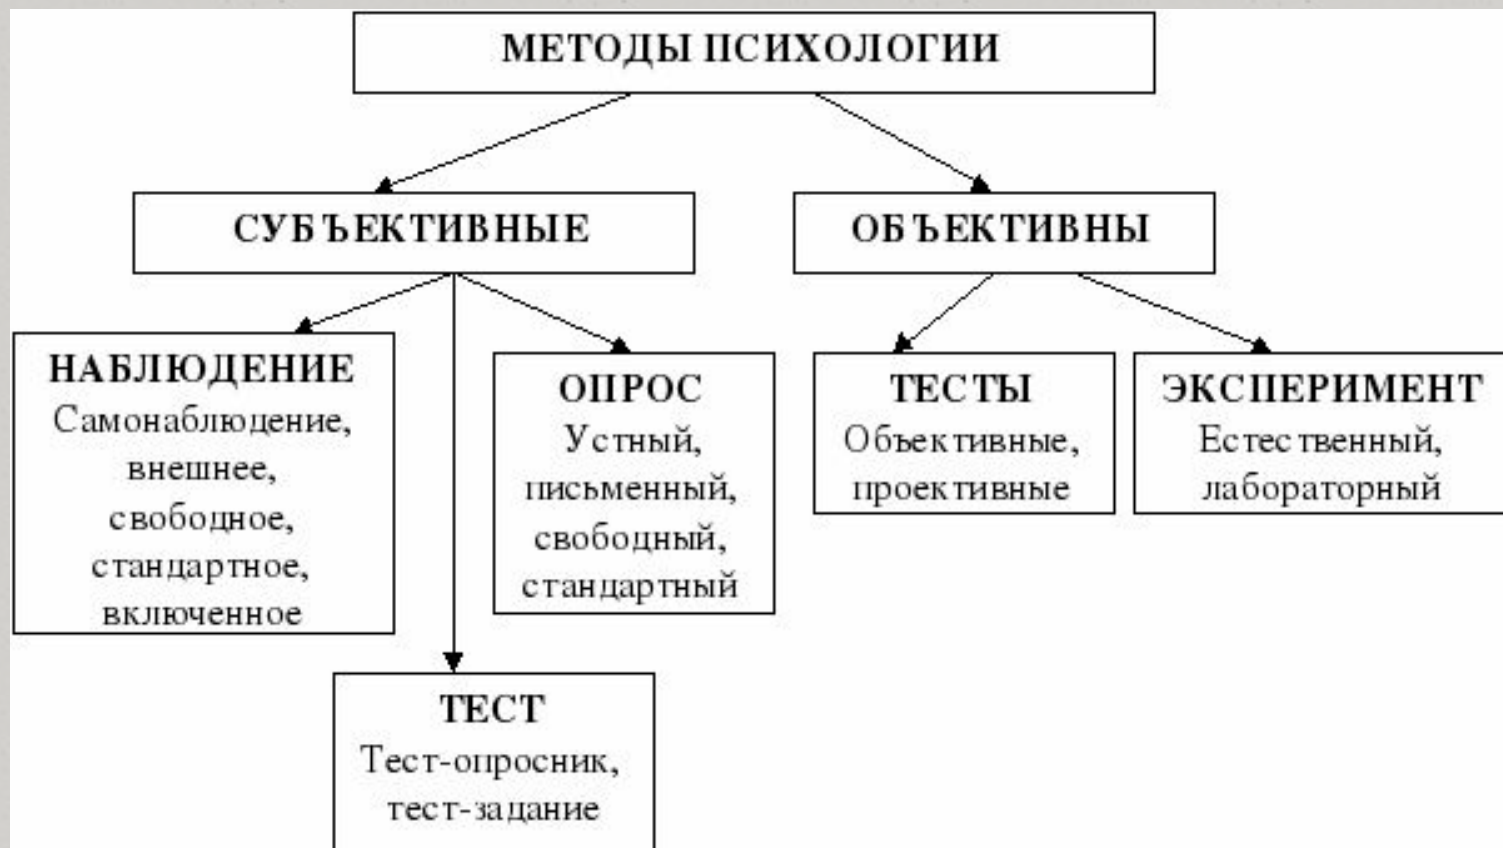 МЕТОДЫ ПСИХОЛОГИИ
СУБЪЕКТИВНЫЕ
ОБЪЕКТИВНЫ
НАБЛЮДЕНИЕ
Самонаблюдение,
внешнее,
свободное,
стандартное,
включенное
ОПРОС
Устный,
письменный,
свободный,
стандартный
ТЕСТЫ
Объективные,
проективные
ЭКСПЕРИМЕНТ
Естественный,
лабораторный
ТЕСТ
Тест-опросник,
тест-задание